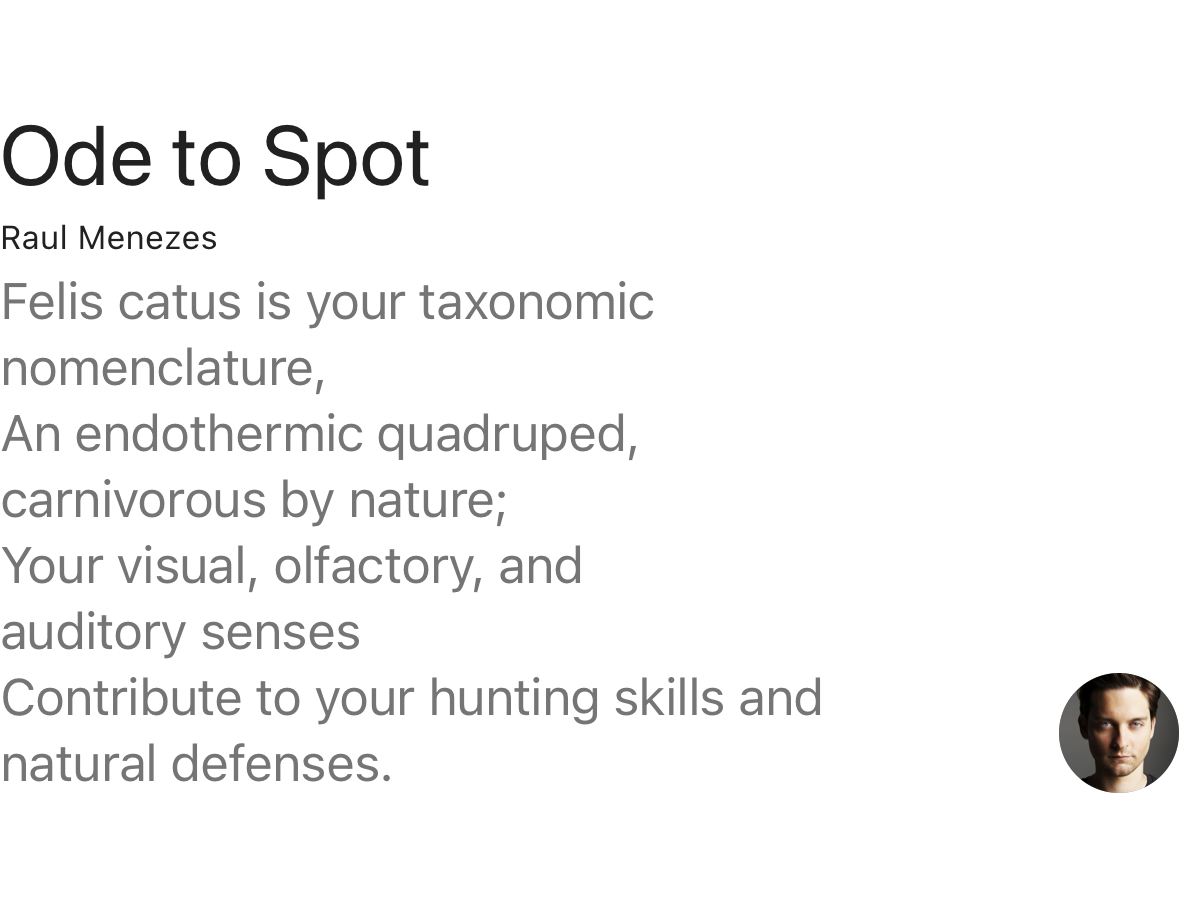 Ode to Spot
Raul Menezes
Felis catus is your taxonomic
nomenclature,
An endothermic quadruped,
carnivorous by nature;
Your visual, olfactory, and
auditory senses
Contribute to your hunting skills and
natural defenses.